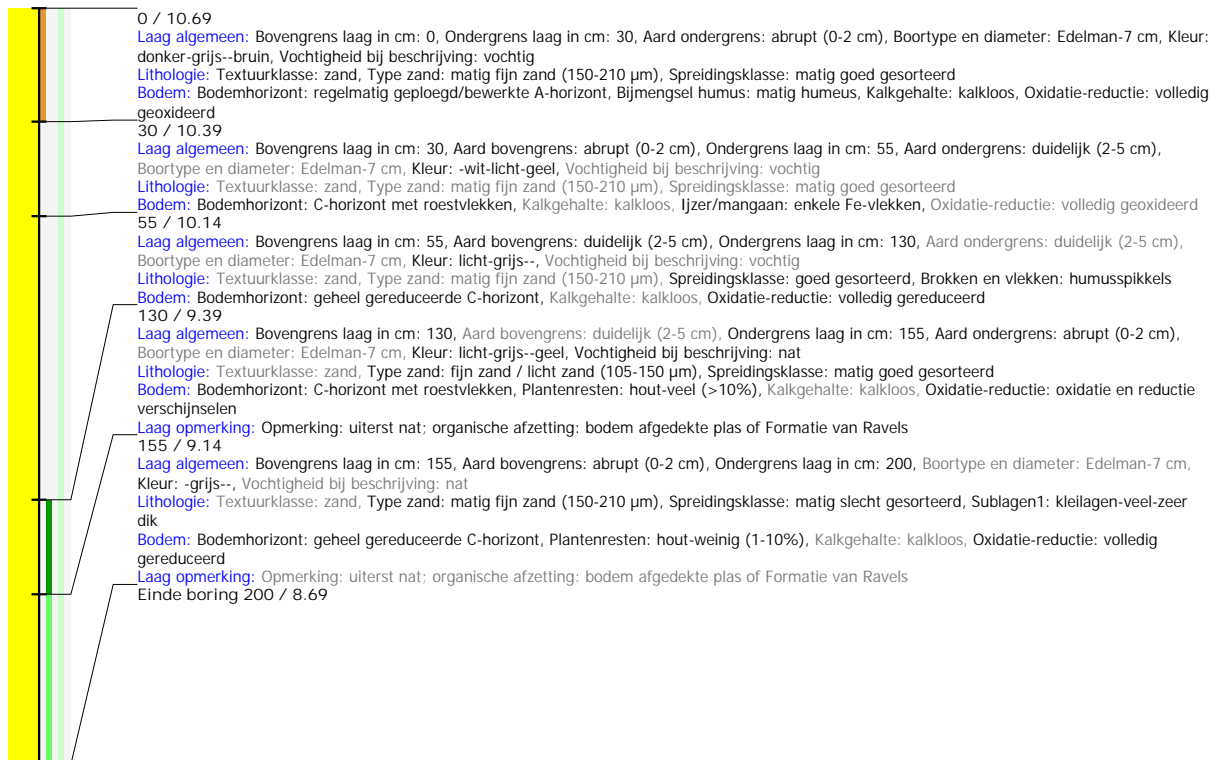 0 / 10.69
Laag algemeen: Bovengrens laag in cm: 0, Ondergrens laag in cm: 30, Aard ondergrens: abrupt (0-2 cm), Boortype en diameter: Edelman-7 cm, Kleur:
donker-grijs--bruin, Vochtigheid bij beschrijving: vochtig
Lithologie: Textuurklasse: zand, Type zand: matig fijn zand (150-210 µm), Spreidingsklasse: matig goed gesorteerd
Bodem: Bodemhorizont: regelmatig geploegd/bewerkte A-horizont, Bijmengsel humus: matig humeus, Kalkgehalte: kalkloos, Oxidatie-reductie: volledig
geoxideerd
30 / 10.39
Laag algemeen: Bovengrens laag in cm: 30, Aard bovengrens: abrupt (0-2 cm), Ondergrens laag in cm: 55, Aard ondergrens: duidelijk (2-5 cm),
Boortype en diameter: Edelman-7 cm, Kleur: -wit-licht-geel, Vochtigheid bij beschrijving: vochtig
Lithologie: Textuurklasse: zand, Type zand: matig fijn zand (150-210 µm), Spreidingsklasse: matig goed gesorteerd
Bodem: Bodemhorizont: C-horizont met roestvlekken, Kalkgehalte: kalkloos, Ijzer/mangaan: enkele Fe-vlekken, Oxidatie-reductie: volledig geoxideerd
55 / 10.14
Laag algemeen: Bovengrens laag in cm: 55, Aard bovengrens: duidelijk (2-5 cm), Ondergrens laag in cm: 130, Aard ondergrens: duidelijk (2-5 cm),
Boortype en diameter: Edelman-7 cm, Kleur: licht-grijs--, Vochtigheid bij beschrijving: vochtig
Lithologie: Textuurklasse: zand, Type zand: matig fijn zand (150-210 µm), Spreidingsklasse: goed gesorteerd, Brokken en vlekken: humusspikkels
Bodem: Bodemhorizont: geheel gereduceerde C-horizont, Kalkgehalte: kalkloos, Oxidatie-reductie: volledig gereduceerd
130 / 9.39
Laag algemeen: Bovengrens laag in cm: 130, Aard bovengrens: duidelijk (2-5 cm), Ondergrens laag in cm: 155, Aard ondergrens: abrupt (0-2 cm),
Boortype en diameter: Edelman-7 cm, Kleur: licht-grijs--geel, Vochtigheid bij beschrijving: nat
Lithologie: Textuurklasse: zand, Type zand: fijn zand / licht zand (105-150 µm), Spreidingsklasse: matig goed gesorteerd
Bodem: Bodemhorizont: C-horizont met roestvlekken, Plantenresten: hout-veel (>10%), Kalkgehalte: kalkloos, Oxidatie-reductie: oxidatie en reductie
verschijnselen
Laag opmerking: Opmerking: uiterst nat; organische afzetting: bodem afgedekte plas of Formatie van Ravels
155 / 9.14
Laag algemeen: Bovengrens laag in cm: 155, Aard bovengrens: abrupt (0-2 cm), Ondergrens laag in cm: 200, Boortype en diameter: Edelman-7 cm,
Kleur: -grijs--, Vochtigheid bij beschrijving: nat
Lithologie: Textuurklasse: zand, Type zand: matig fijn zand (150-210 µm), Spreidingsklasse: matig slecht gesorteerd, Sublagen1: kleilagen-veel-zeer
dik
Bodem: Bodemhorizont: geheel gereduceerde C-horizont, Plantenresten: hout-weinig (1-10%), Kalkgehalte: kalkloos, Oxidatie-reductie: volledig
gereduceerd
Laag opmerking: Opmerking: uiterst nat; organische afzetting: bodem afgedekte plas of Formatie van Ravels
Einde boring 200 / 8.69